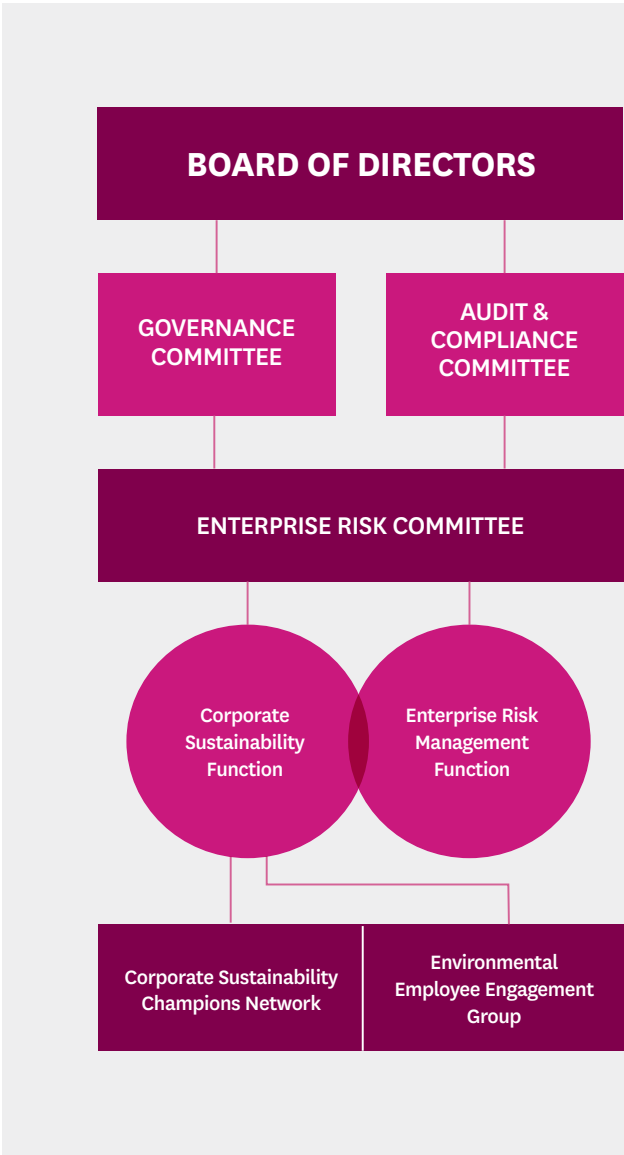 BOARD OF DIRECTORS
GOVERNANCE
COMMITTEE
AUDIT &
COMPLIANCE
COMMITTEE
ENTERPRISE RISK COMMITTEE
Corporate
Sustainability
Function
Enterprise Risk
Management
Function
Corporate Sustainability
Champions Network
Environmental
Employee Engagement
Group